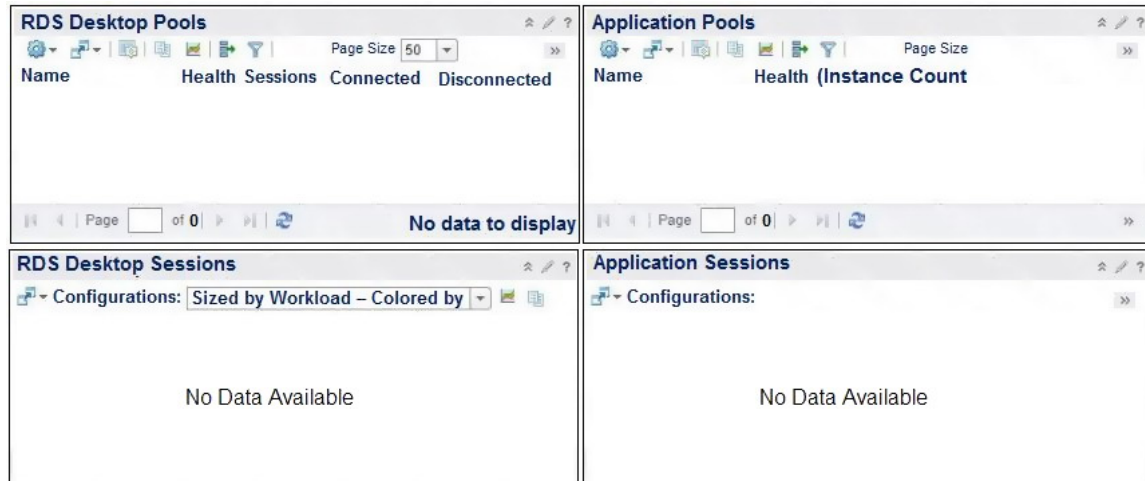 RDS Desktop Pools
Page Size 50
Name Health Sessions Connected Disconnected
Page of 0 No data to display
Application Pools
Page Size
Name Health (Instance Count
Page of 0
RDS Desktop Sessions
Configurations: Sized by Workload – Colored by
No Data Available
Application Sessions
Configurations:
No Data Available